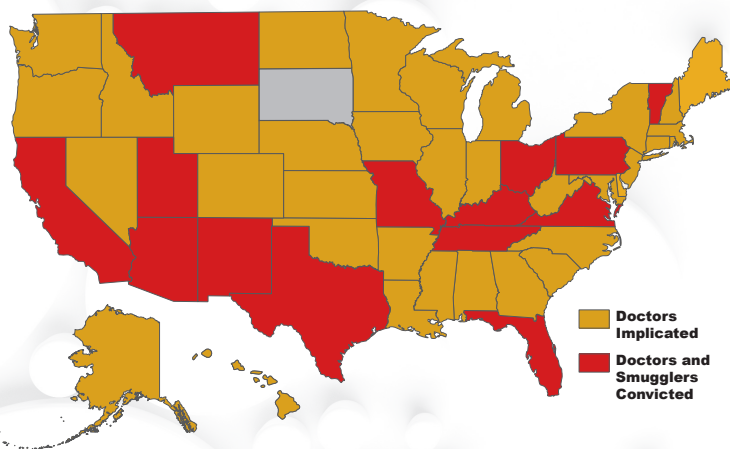 Doctors
Implicated
Doctors and
Smugglers
Convicted